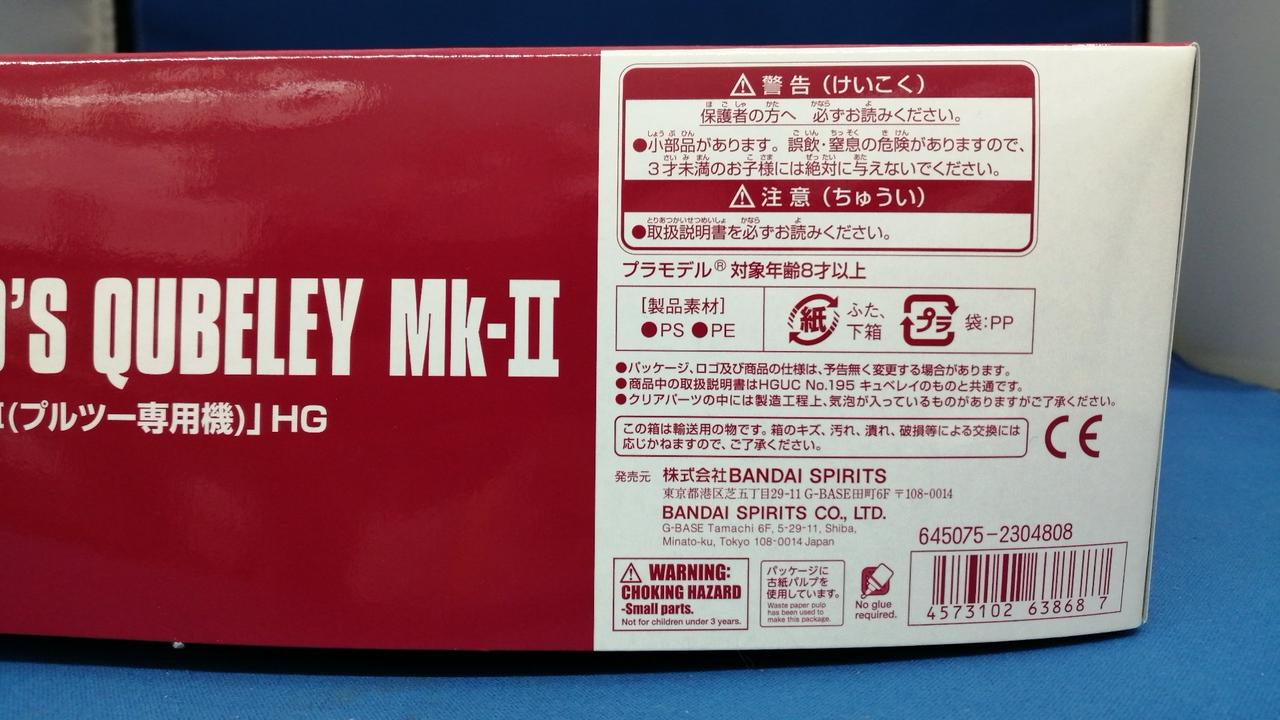 'S QUBELEY Mk-II
(プルツー専用機)」HG
⚠警告(けいこく)
保護者の方へ 必ずお読みください。
●小部品があります。誤飲・窒息の危険がありますので、
3才未満のお子様には絶対に与えないでください。
⚠注意(ちゅうい)
●取扱説明書を必ずお読みください。
プラモデル® 対象年齢8才以上
[製品素材]
●PS ●PE
紙 ふた、
下箱
プラ 袋:PP
●パッケージ、ロゴ及び商品の仕様は、予告無く変更する場合があります。
●商品中の取扱説明書はHGUC No.195 キュベレイのものと共通です。
●クリアパーツの中には製造工程上、気泡が入っているものがありますがご了承ください。
この箱は輸送用の物です。箱のキズ、汚れ、潰れ、破損等による交換には
応じかねますので、ご了承ください。
CE
発売元 株式会社BANDAI SPIRITS
東京都港区芝五丁目29-11 G-BASE田町6F 〒108-0014
BANDAI SPIRITS CO., LTD.
G-BASE Tamachi 6F, 5-29-11, Shiba,
Minato-ku, Tokyo 108-0014 Japan
645075-2304808
⚠WARNING:
CHOKING HAZARD
-Small parts.
Not for children under 3 years.
パッケージに
古紙パルプを
使用しています。
Waste paper pulp
has been used to
make this package.
No glue
required.
4573102 63868 7